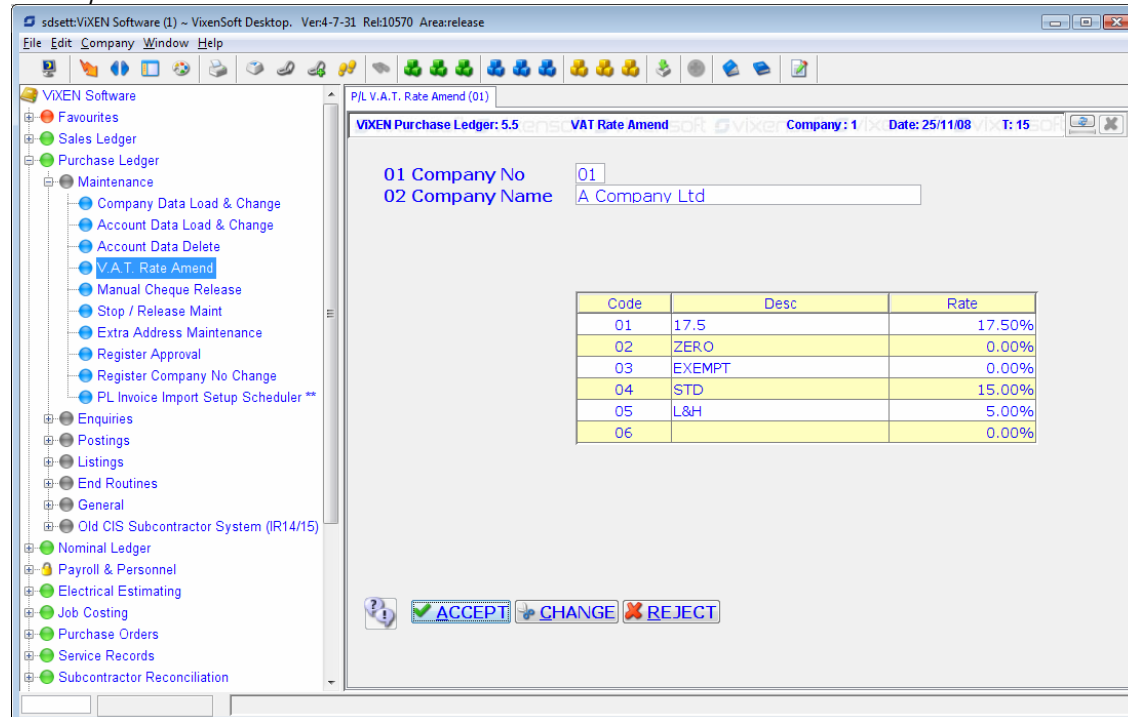 sdsett:ViXEN Software (1) ~ VixenSoft Desktop. Ver:4-7-31 Rel:10570 Area:release
File Edit Company Window Help
ViXEN Software
Favourites
Sales Ledger
Purchase Ledger
Maintenance
Company Data Load & Change
Account Data Load & Change
Account Data Delete
V.A.T. Rate Amend
Manual Cheque Release
Stop / Release Maint
Extra Address Maintenance
Register Approval
Register Company No Change
PL Invoice Import Setup Scheduler **
Enquiries
Postings
Listings
End Routines
General
Old CIS Subcontractor System (IR14/15)
Nominal Ledger
Payroll & Personnel
Electrical Estimating
Job Costing
Purchase Orders
Service Records
Subcontractor Reconciliation
P/L V.A.T. Rate Amend (01)
ViXEN Purchase Ledger: 5.5 VAT Rate Amend Company : 1 Date: 25/11/08 T: 15
01 Company No 01
02 Company Name A Company Ltd
Code Desc Rate
01 17.5 17.50%
02 ZERO 0.00%
03 EXEMPT 0.00%
04 STD 15.00%
05 L&H 5.00%
06 0.00%
ACCEPT CHANGE REJECT